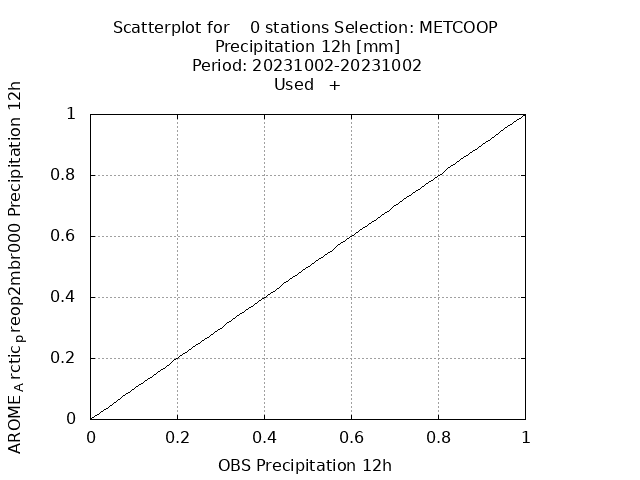 Scatterplot for    0 stations Selection: METCOOP
Precipitation 12h [mm]
Period: 20231002-20231002
Used   +
AROME_Arctic_preop2mbr000 Precipitation 12h
1
0.8
0.6
0.4
0.2
0
0 0.2 0.4 0.6 0.8 1
OBS Precipitation 12h